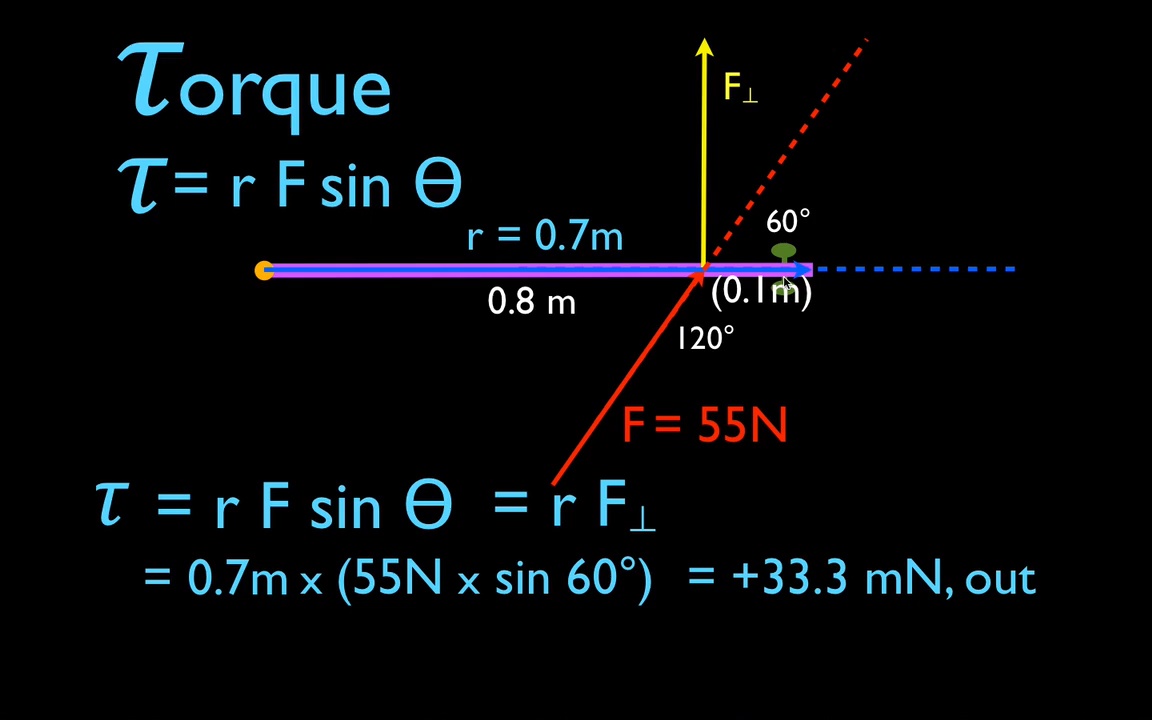 τorque
F⊥
τ = r F sin Θ
60°
r = 0.7m
0.8 m
(0.1m)
120°
F = 55N
τ = r F sin Θ = r F⊥
= 0.7m x (55N x sin 60°) = +33.3 mN, out